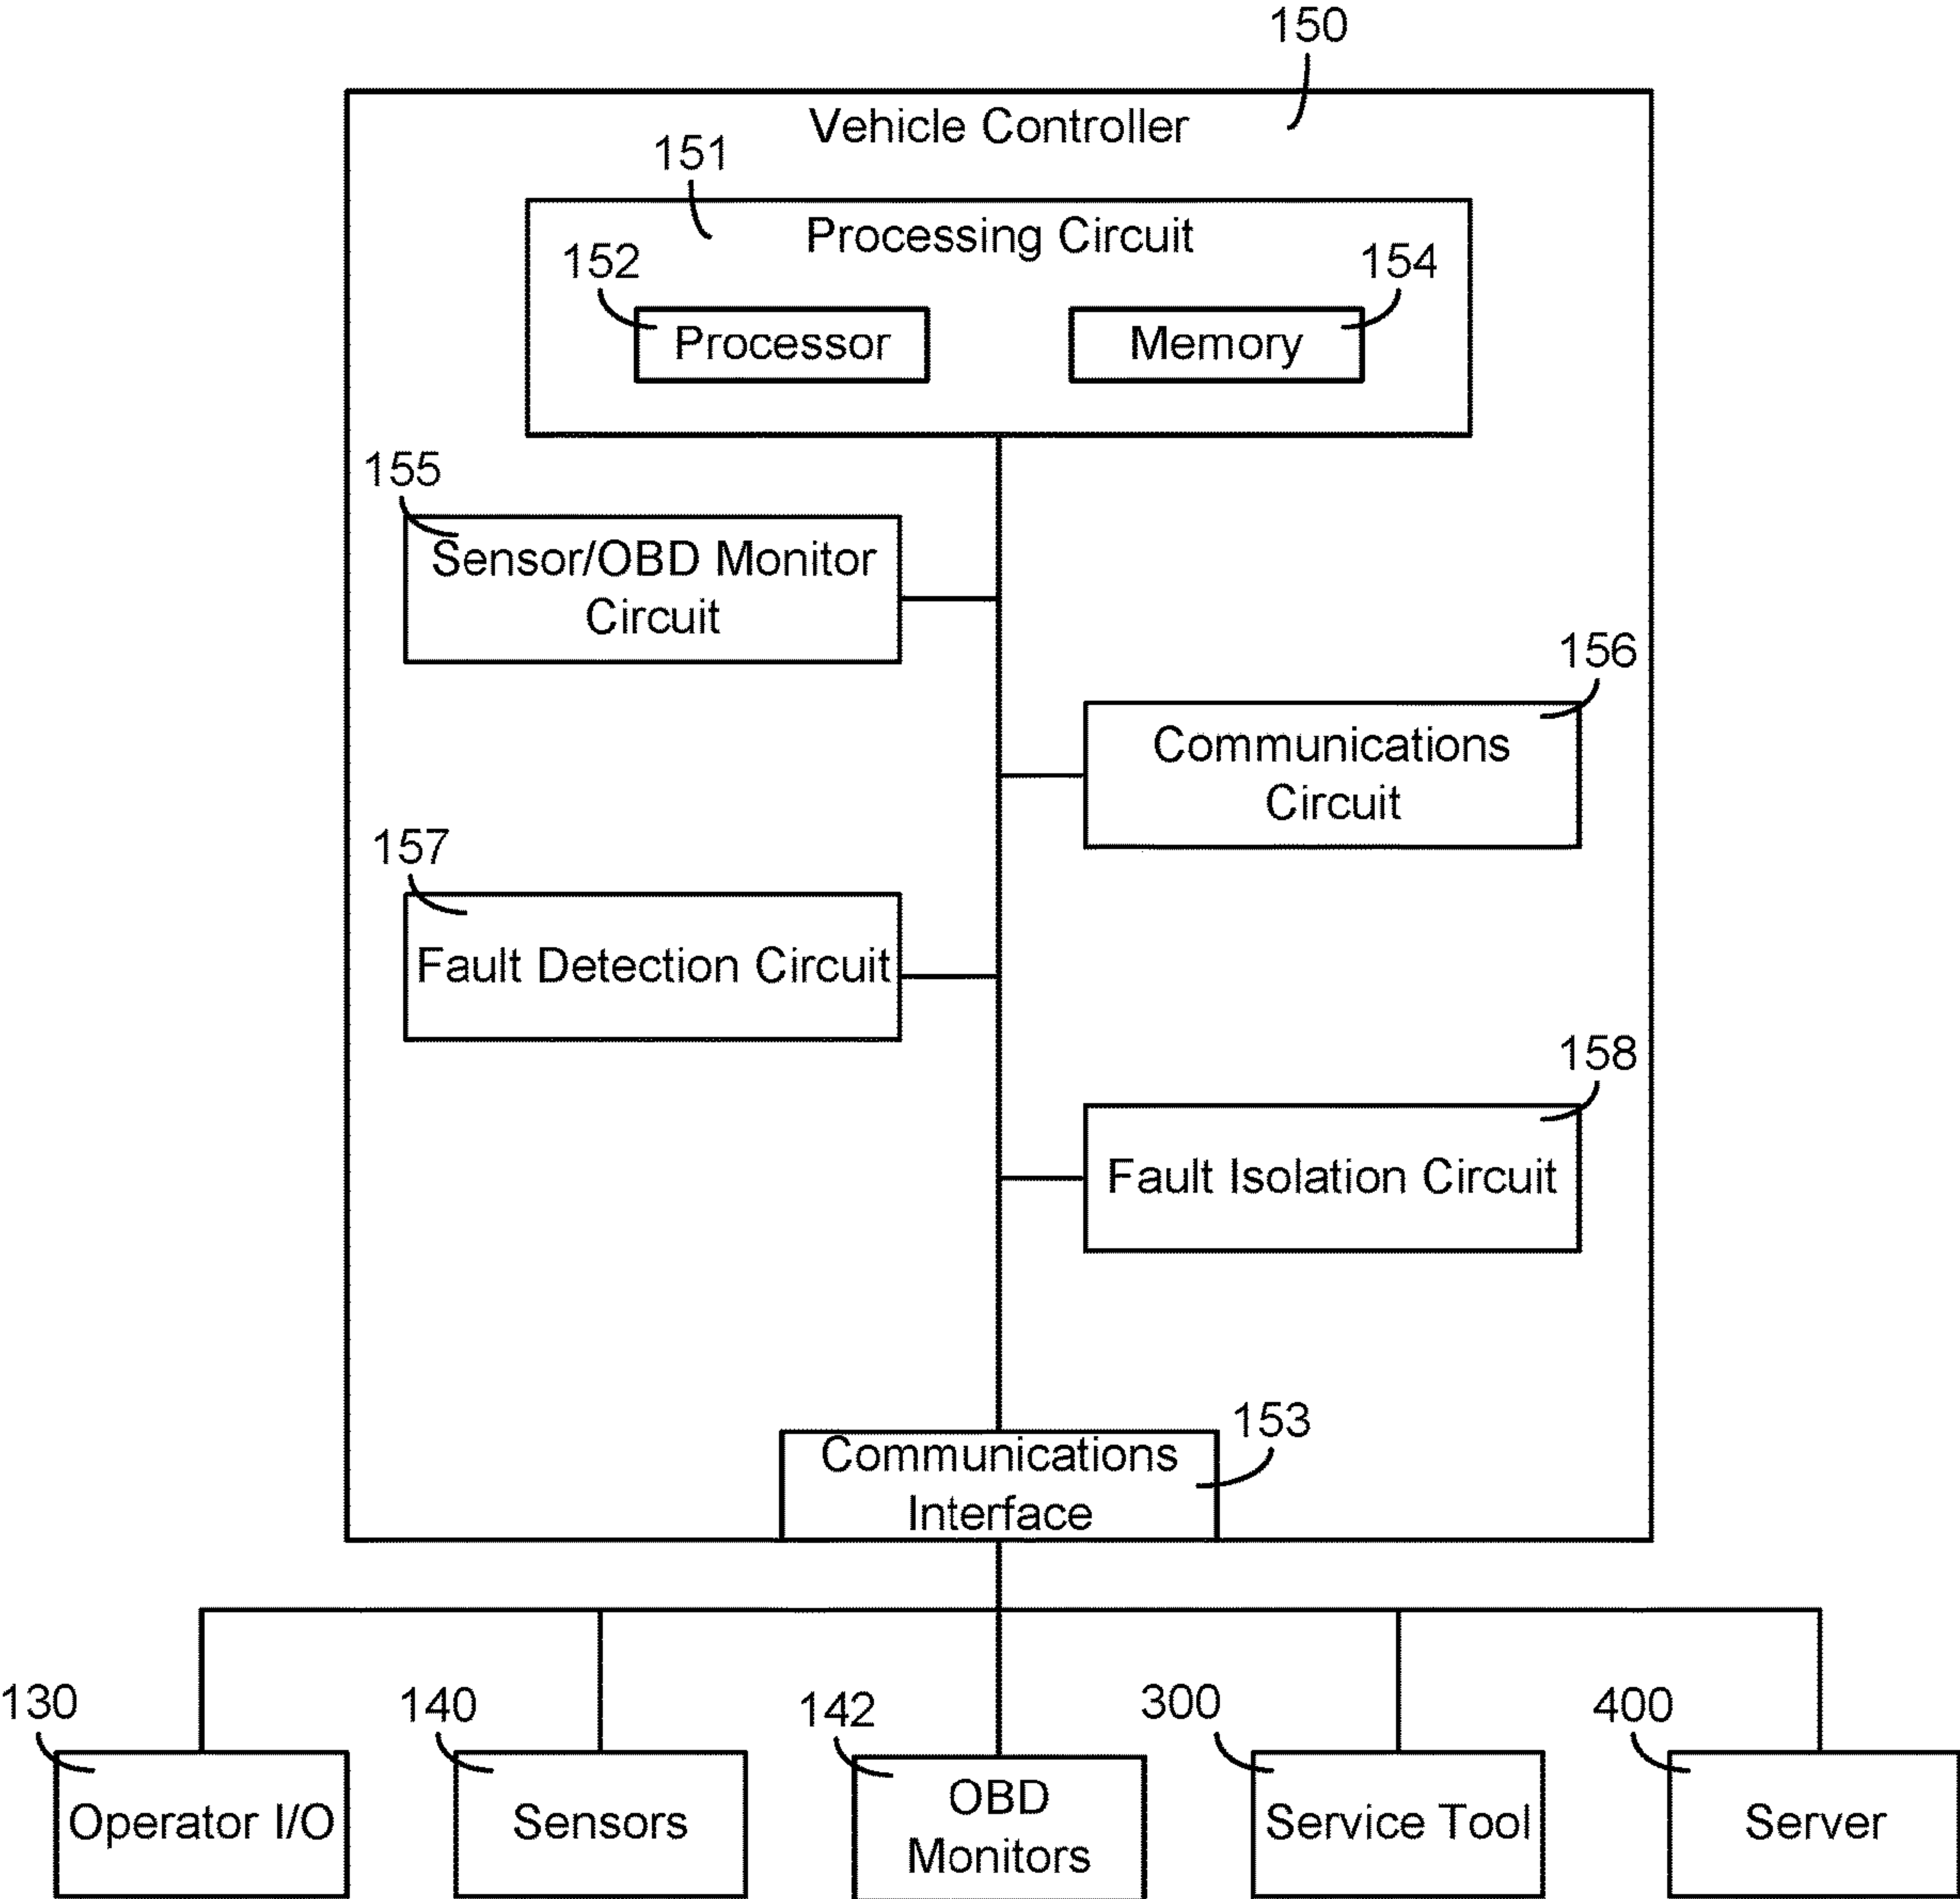 150
Vehicle Controller
151
Processing Circuit
152
154
Processor
Memory
155
Sensor/OBD Monitor
Circuit
156
Communications
Circuit
157
Fault Detection Circuit
158
Fault Isolation Circuit
153
Communications
Interface
130
140
142
300
400
Operator I/O
Sensors
OBD
Monitors
Service Tool
Server